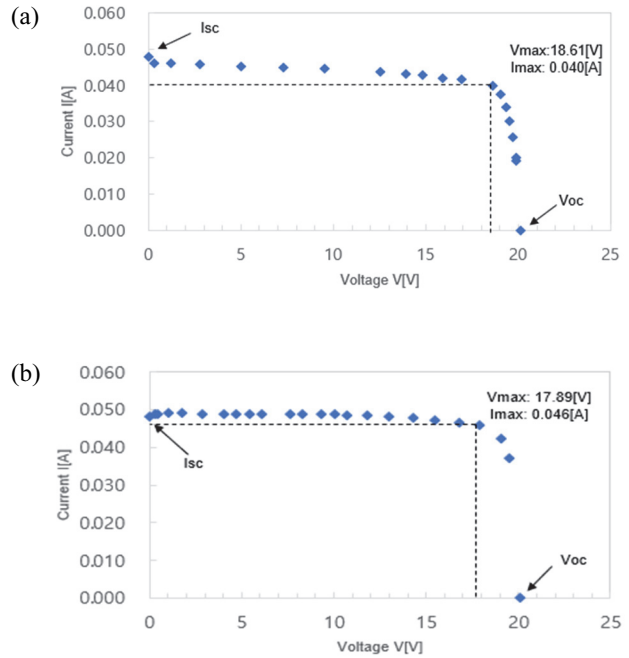 (a)
Isc
Vmax:18.61[V]
Imax: 0.040[A]
Voc
Current I[A]
0.060
0.050
0.040
0.030
0.020
0.010
0.000
0 5 10 15 20 25
Voltage V[V]
(b)
Vmax: 17.89[V]
Imax: 0.046[A]
Isc
Voc
Current I[A]
0.060
0.050
0.040
0.030
0.020
0.010
0.000
0 5 10 15 20 25
Voltage V[V]